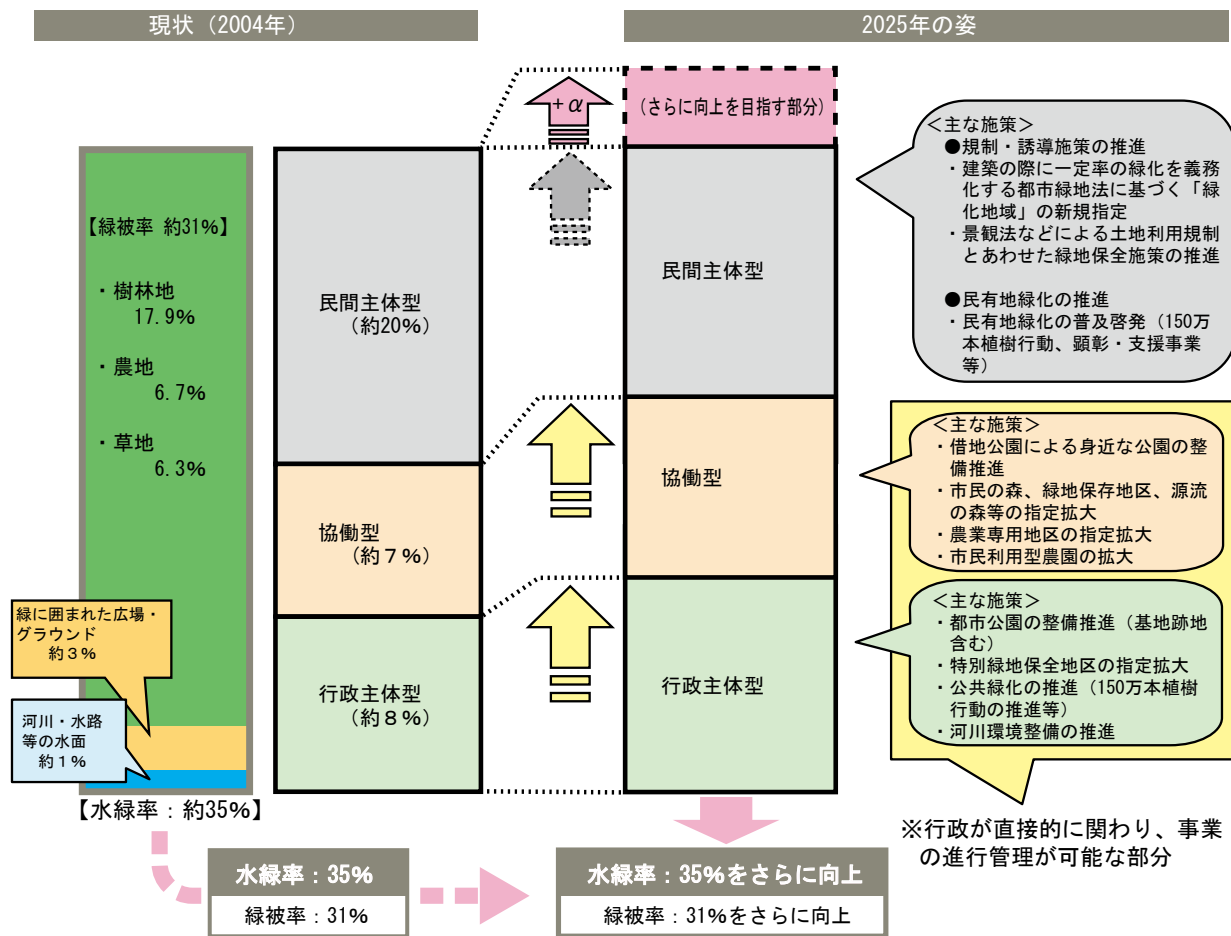 現状（2004年）
2025年の姿
【緑被率 約31%】
・樹林地
17.9%
・農地
6.7%
・草地
6.3%
緑に囲まれた広場・
グラウンド
約３%
河川・水路
等の水面
約１%
【水緑率：約35%】
民間主体型
（約20%）
協働型
（約７%）
行政主体型
（約８%）
＋α
（さらに向上を目指す部分）
民間主体型
協働型
行政主体型
＜主な施策＞
●規制・誘導施策の推進
・建築の際に一定率の緑化を義務
化する都市緑地法に基づく「緑
化地域」の新規指定
・景観法などによる土地利用規制
とあわせた緑地保全施策の推進
●民有地緑化の推進
・民有地緑化の普及啓発（150万
本植樹行動、顕彰・支援事業
等）
＜主な施策＞
・借地公園による身近な公園の整
備推進
・市民の森、緑地保存地区、源流
の森等の指定拡大
・農業専用地区の指定拡大
・市民利用型農園の拡大
＜主な施策＞
・都市公園の整備推進（基地跡地
含む）
・特別緑地保全地区の指定拡大
・公共緑化の推進（150万本植樹
行動の推進等）
・河川環境整備の推進
※行政が直接的に関わり、事業
の進行管理が可能な部分
水緑率：35%
緑被率：31%
水緑率：35%をさらに向上
緑被率：31%をさらに向上